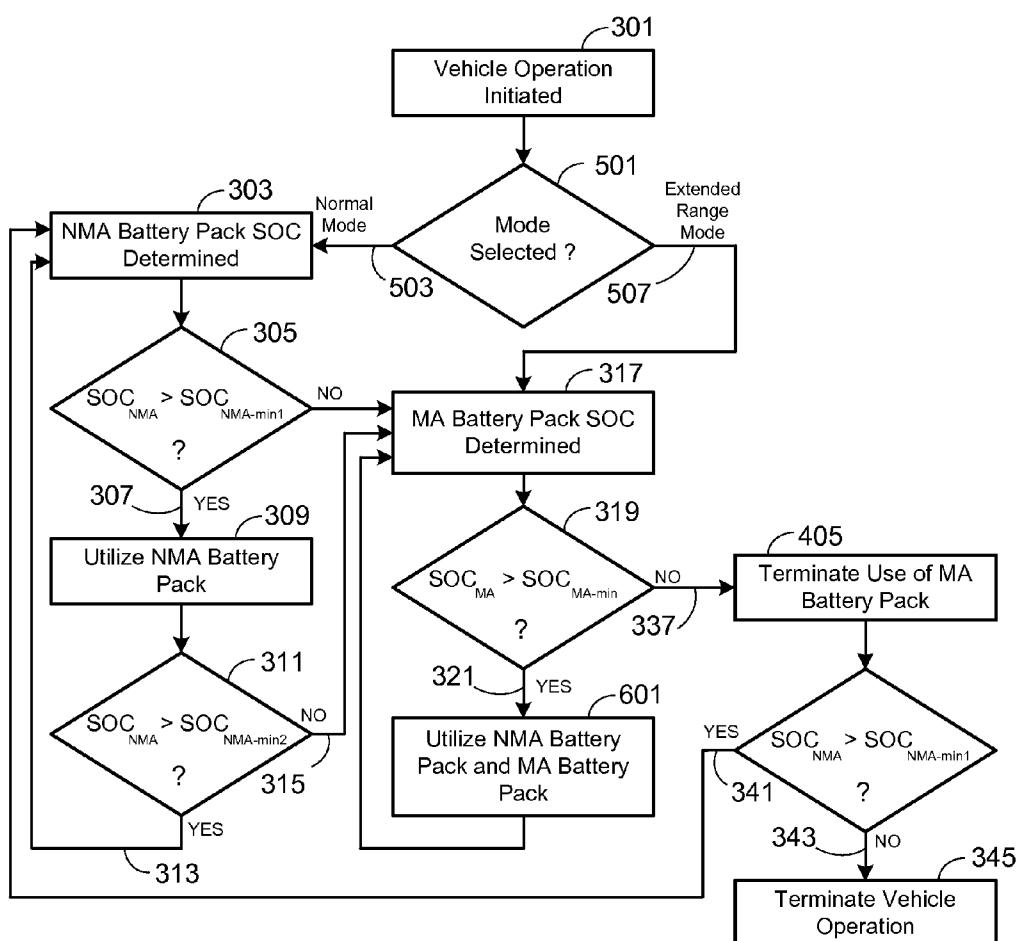 301
Vehicle Operation
Initiated
501
Mode
Selected ?
Normal
Mode
503
Extended
Range
Mode
507
303
NMA Battery Pack SOC
Determined
305
SOC NMA > SOC NMA-min1
?
NO
307
YES
309
Utilize NMA Battery
Pack
311
SOC NMA > SOC NMA-min2
?
NO
315
YES
313
317
MA Battery Pack SOC
Determined
319
SOC MA > SOC MA-min
?
NO
337
321
YES
601
Utilize NMA Battery
Pack and MA Battery
Pack
405
Terminate Use of MA
Battery Pack
SOC NMA > SOC NMA-min1
?
YES
341
343
NO
345
Terminate Vehicle
Operation